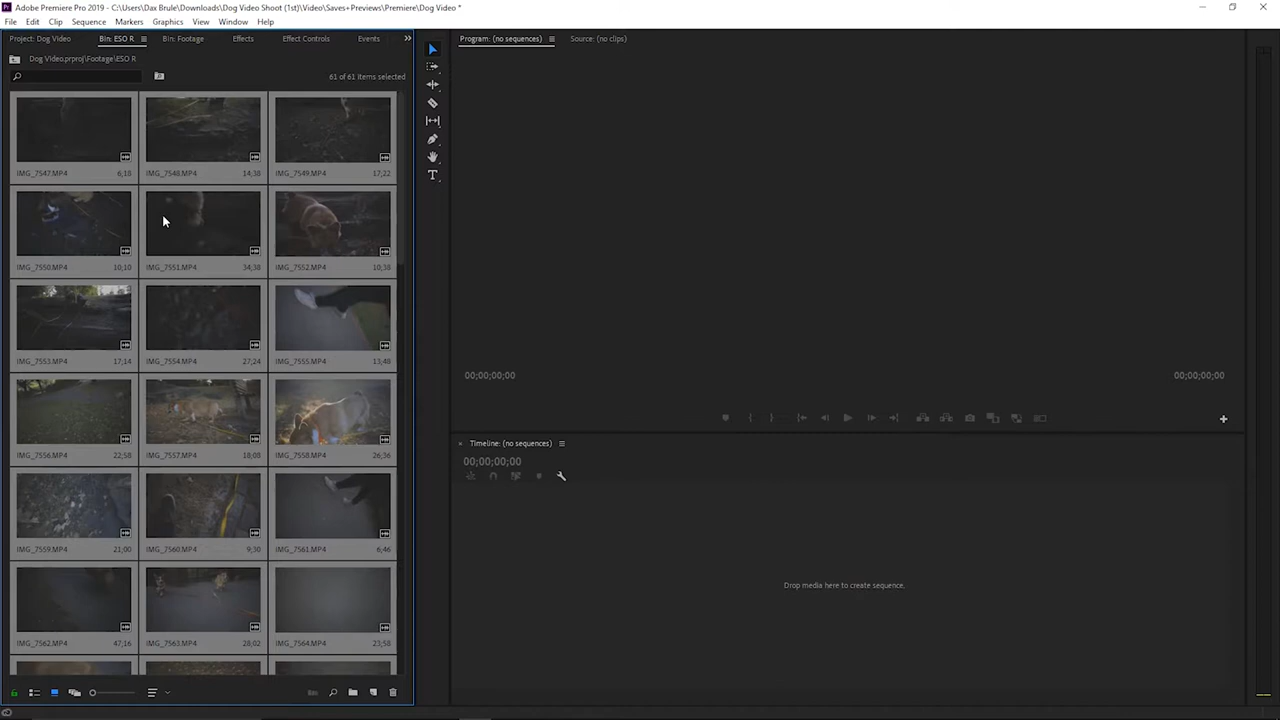 Adobe Premiere Pro 2019 - C:\Users\Dax Brule\Downloads\Dog Video Shoot (1st)\Video\Saves+Previews\Premiere\Dog Video *
File Edit Clip Sequence Markers Graphics View Window Help
Project: Dog Video Bin: ESO R Bin: Footage Effects Effect Controls Events
Program: (no sequences) Source: (no clips)
Dog Video.prproj\Footage\ESO R
61 of 61 items selected
IMG_7547.MP4 6;18 IMG_7548.MP4 14;38 IMG_7549.MP4 17;22
IMG_7550.MP4 10;10 IMG_7551.MP4 34;38 IMG_7552.MP4 10;38
IMG_7553.MP4 17;14 IMG_7554.MP4 27;24 IMG_7555.MP4 13;48
00;00;00;00 00;00;00;00
IMG_7556.MP4 22;58 IMG_7557.MP4 18;08 IMG_7558.MP4 26;36
Timeline: (no sequences)
00;00;00;00
IMG_7559.MP4 21;00 IMG_7560.MP4 9;30 IMG_7561.MP4 6;46
Drop media here to create sequence.
IMG_7562.MP4 47;16 IMG_7563.MP4 28;02 IMG_7564.MP4 23;58